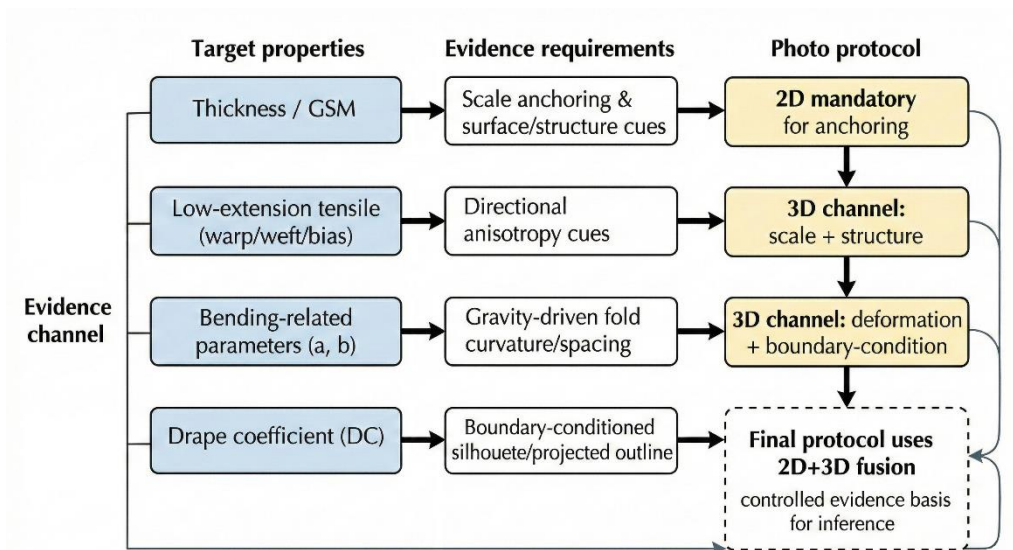 Target properties
Evidence requirements
Photo protocol
Thickness / GSM
Scale anchoring &
surface/structure cues
2D mandatory
for anchoring
Low-extension tensile
(warp/weft/bias)
Directional
anisotropy cues
3D channel:
scale + structure
Evidence
channel
Bending-related
parameters (a, b)
Gravity-driven fold
curvature/spacing
3D channel: deformation
+ boundary-condition
Drape coefficient (DC)
Boundary-conditioned
silhouete/projected outline
Final protocol uses
2D+3D fusion
controlled evidence basis
for inference